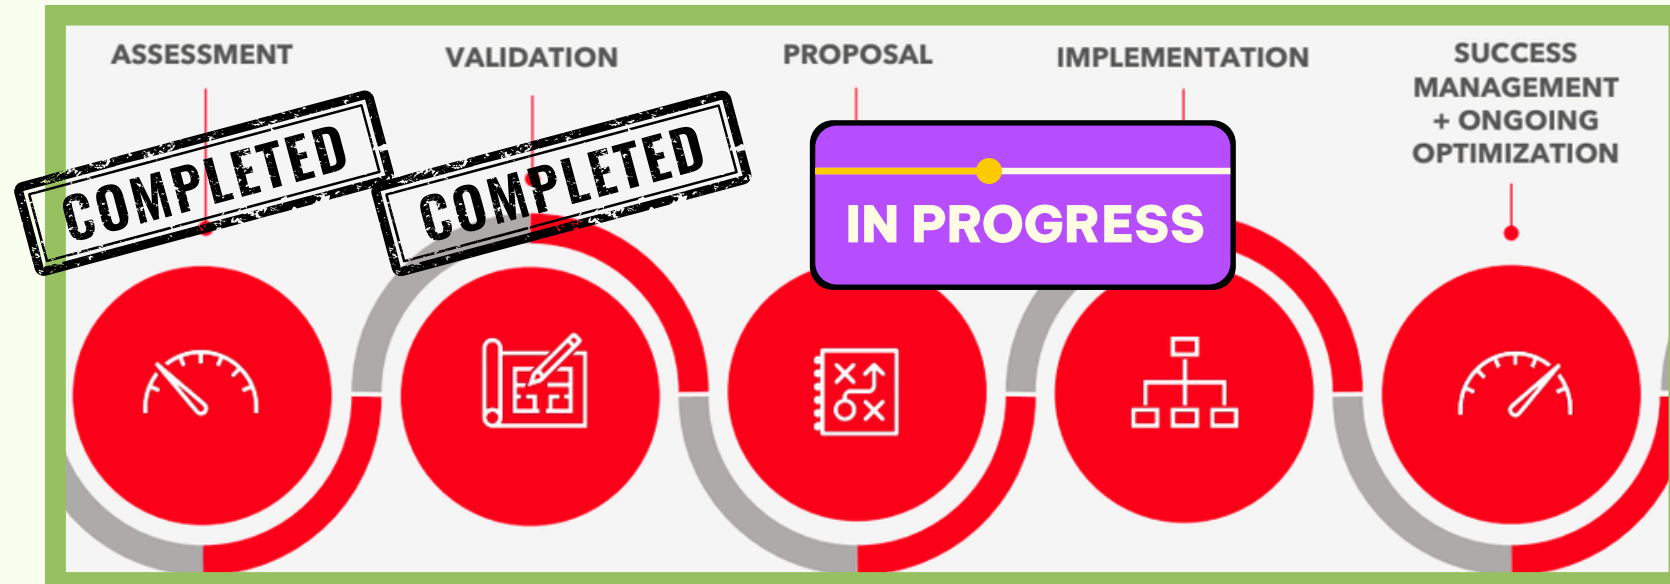 ASSESSMENT
VALIDATION
PROPOSAL
IMPLEMENTATION
SUCCESS
MANAGEMENT
+ ONGOING
OPTIMIZATION
COMPLETED
COMPLETED
IN PROGRESS